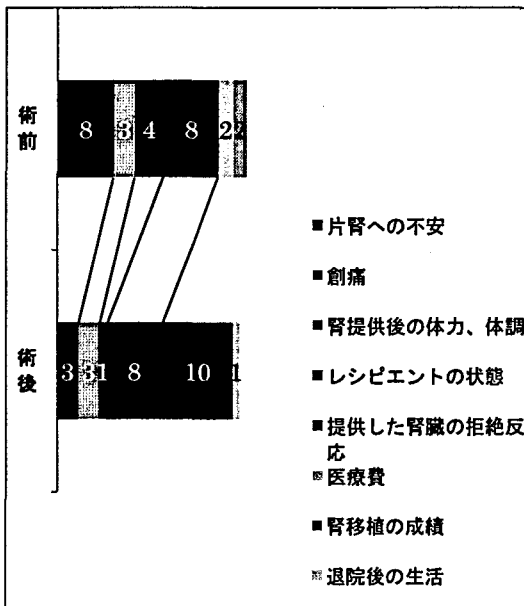 術前
8 3 4 8 2 2
術後
3 3 1 8 10 1
■片腎への不安
■創痛
■腎提供後の体力、体調
■レシピエントの状態
■提供した腎臓の拒絶反
応
■医療費
■腎移植の成績
■退院後の生活